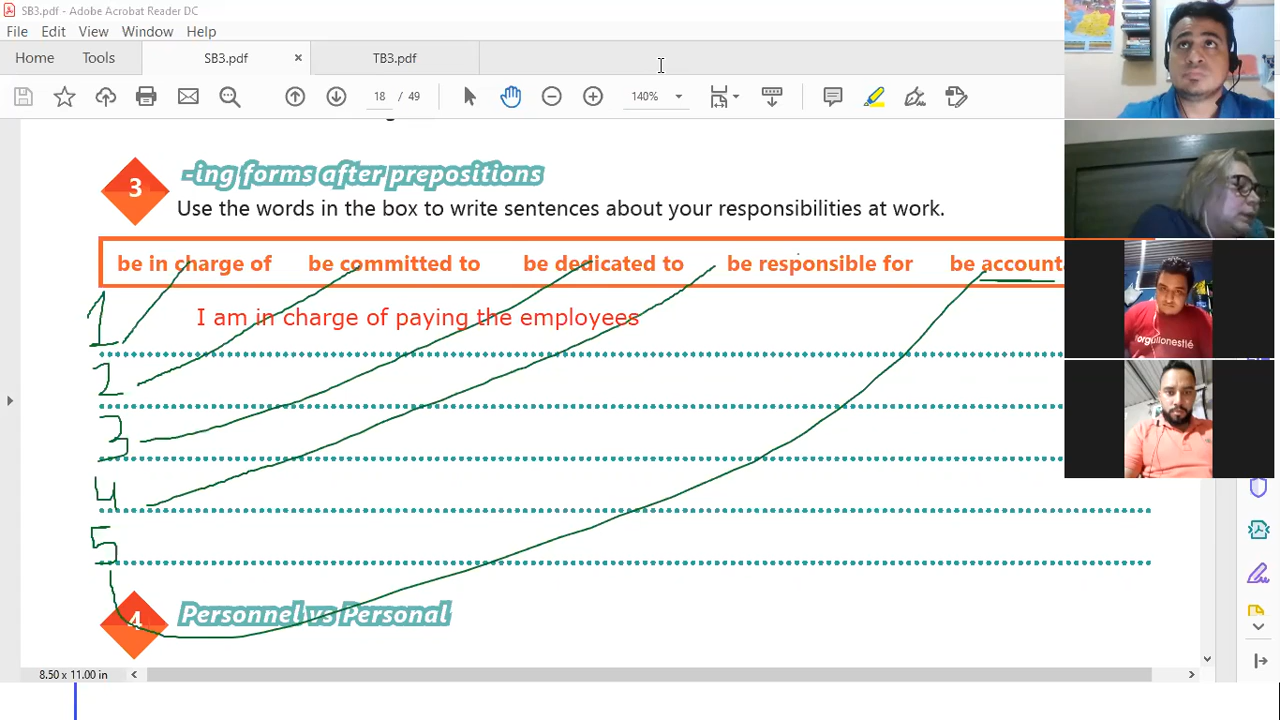 SB3.pdf - Adobe Acrobat Reader DC
File Edit View Window Help
Home Tools SB3.pdf × TB3.pdf
18 / 49 140%
3 -ing forms after prepositions
Use the words in the box to write sentences about your responsibilities at work.
be in charge of be committed to be dedicated to be responsible for be account
1 I am in charge of paying the employees
2
3
4
5
4 Personnel vs Personal
8.50 x 11.00 in